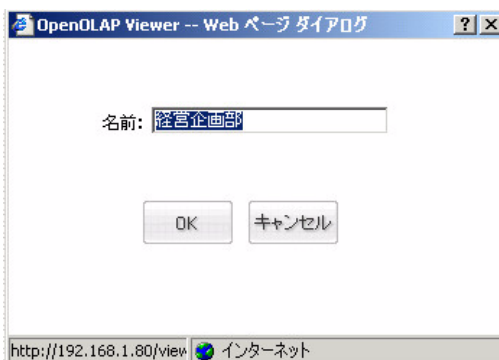 OpenOLAP Viewer -- Web ページ ダイアログ
名前: 経営企画部
OK キャンセル
http://192.168.1.80/view インターネット